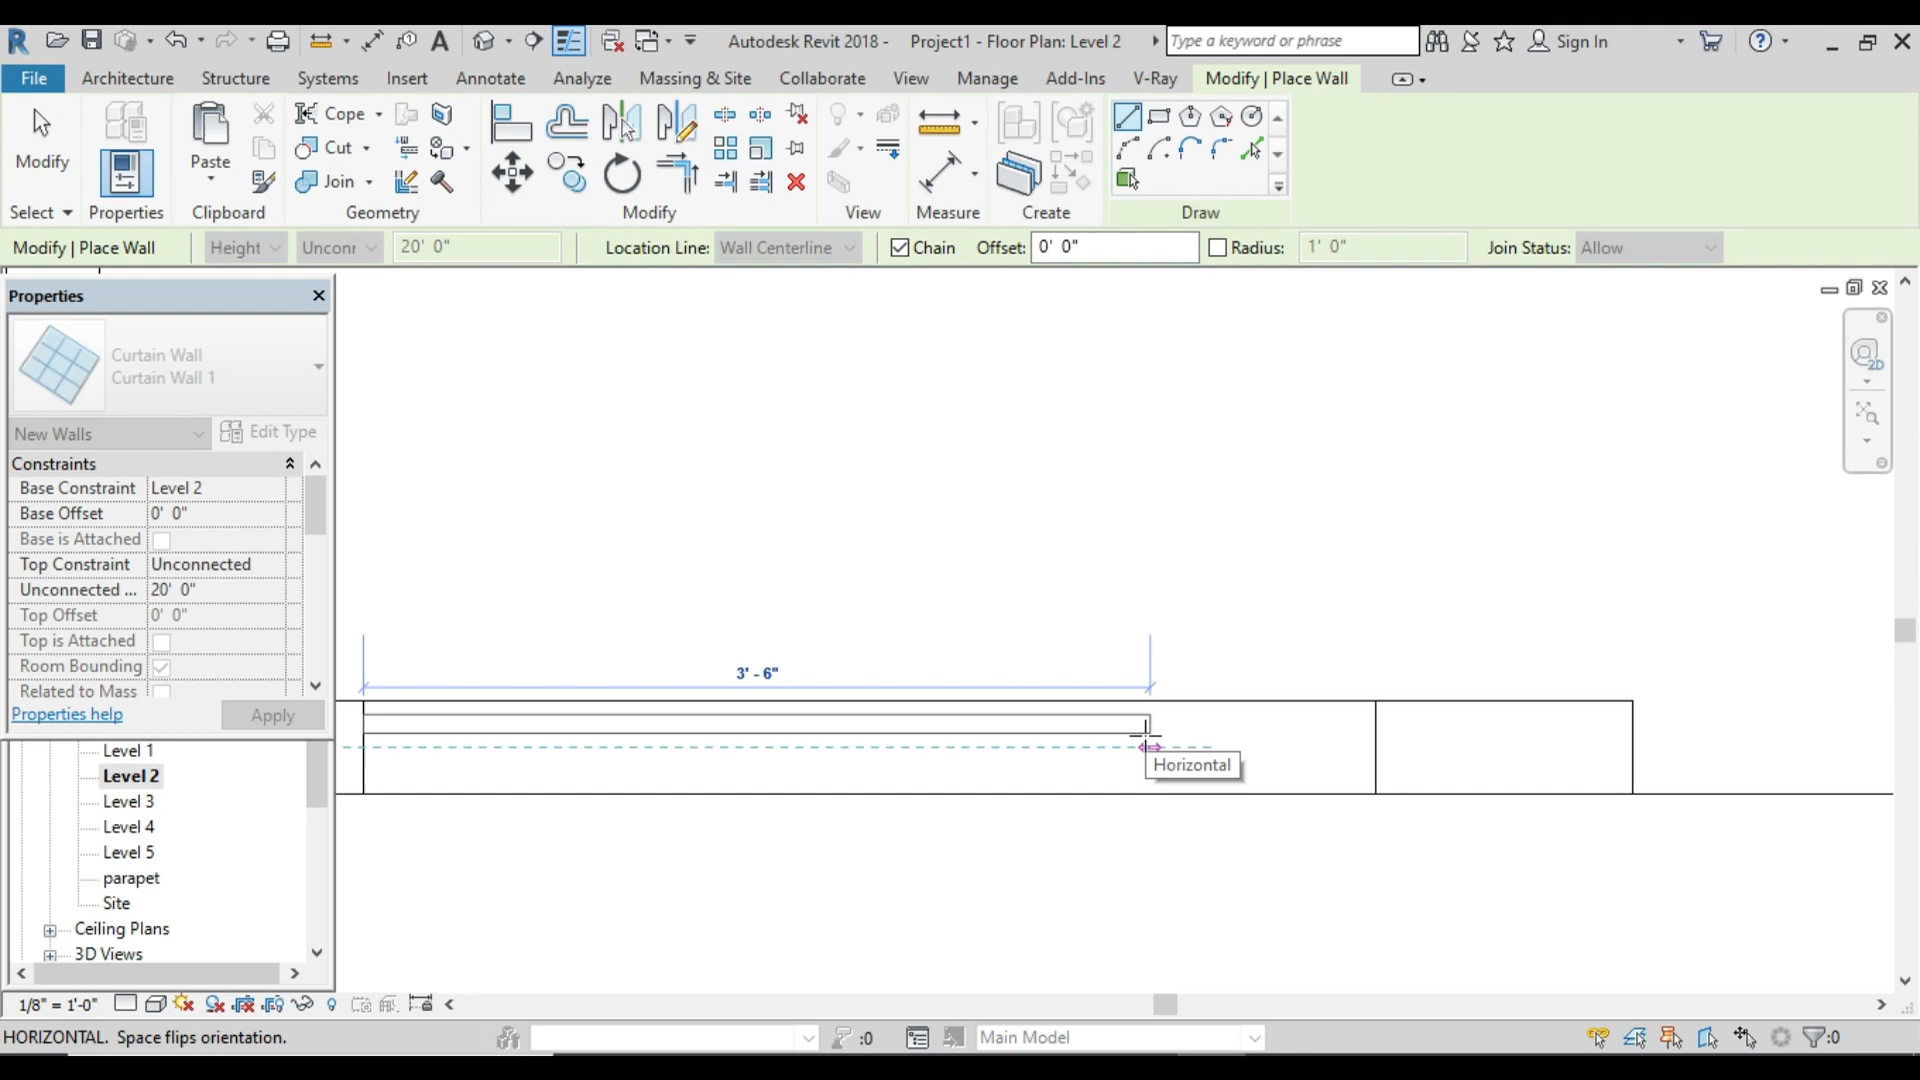 Autodesk Revit 2018 - Project1 - Floor Plan: Level 2
Type a keyword or phrase
Sign In
File Architecture Structure Systems Insert Annotate Analyze Massing & Site Collaborate View Manage Add-Ins V-Ray Modify | Place Wall
Modify
Paste
Cope
Cut
Join
Select Properties Clipboard Geometry Modify View Measure Create Draw
Modify | Place Wall Height Unconr 20' 0" Location Line: Wall Centerline Chain Offset: 0' 0" Radius: 1' 0" Join Status: Allow
Properties
Curtain Wall
Curtain Wall 1
New Walls Edit Type
Constraints
Base Constraint Level 2
Base Offset 0' 0"
Base is Attached
Top Constraint Unconnected
Unconnected ... 20' 0"
Top Offset 0' 0"
Top is Attached
Room Bounding
Related to Mass
Properties help Apply
Level 1
Level 2
Level 3
Level 4
Level 5
parapet
Site
Ceiling Plans
3D Views
3' - 6"
Horizontal
2D
1/8" = 1'-0"
HORIZONTAL. Space flips orientation.
:0
Main Model
:0